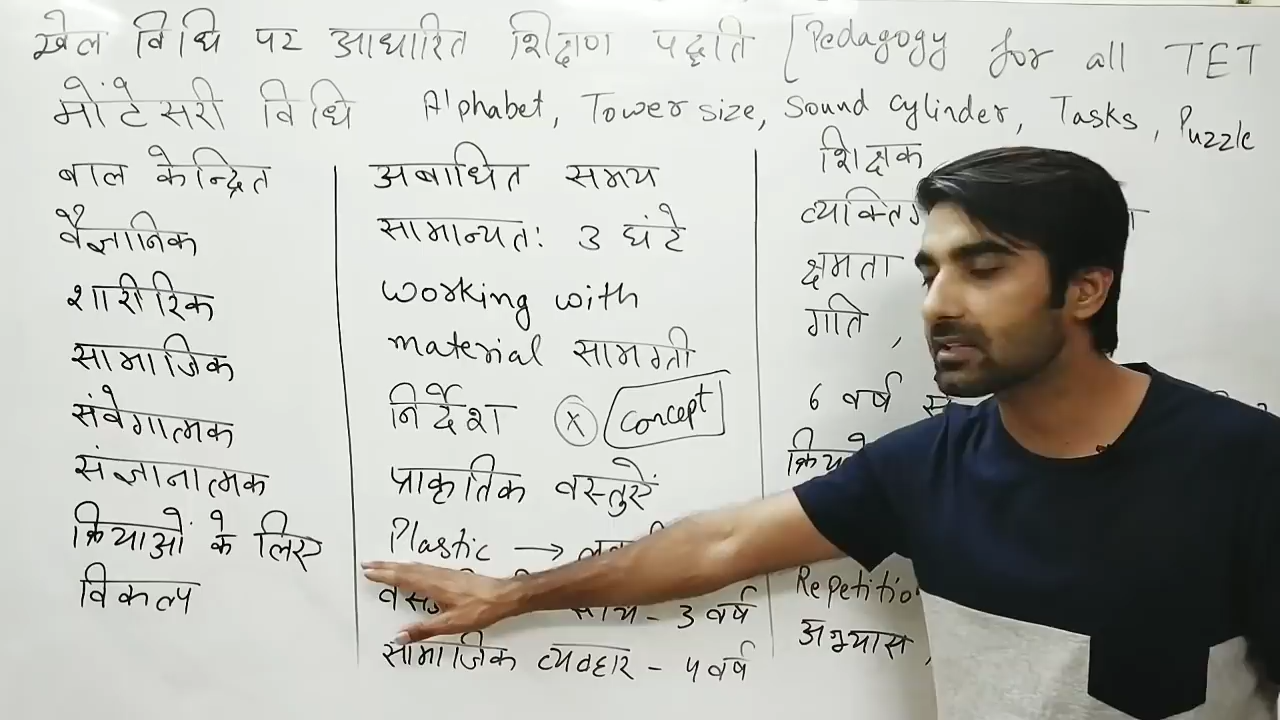 खेल विधि पर आधारित शिक्षण पद्धति [Pedagogy for all TET
मोंटेसरी विधि Alphabet, Tower size, Sound cylinder, Tasks, Puzzle
बाल केन्द्रित
वैज्ञानिक
शारीरिक
सामाजिक
संवेगात्मक
संज्ञानात्मक
क्रियाओं के लिए
विकल्प
अबाधित समय
सामान्यतः 3 घंटे
working with
material सामग्री
निर्देश (X) Concept
प्राकृतिक वस्तुएँ
Plastic →
साथ - 3 वर्ष
सामाजिक व्यवहार - 4 वर्ष
शिक्षक
क्षमता
गति ,
6 वर्ष
अभ्यास ,